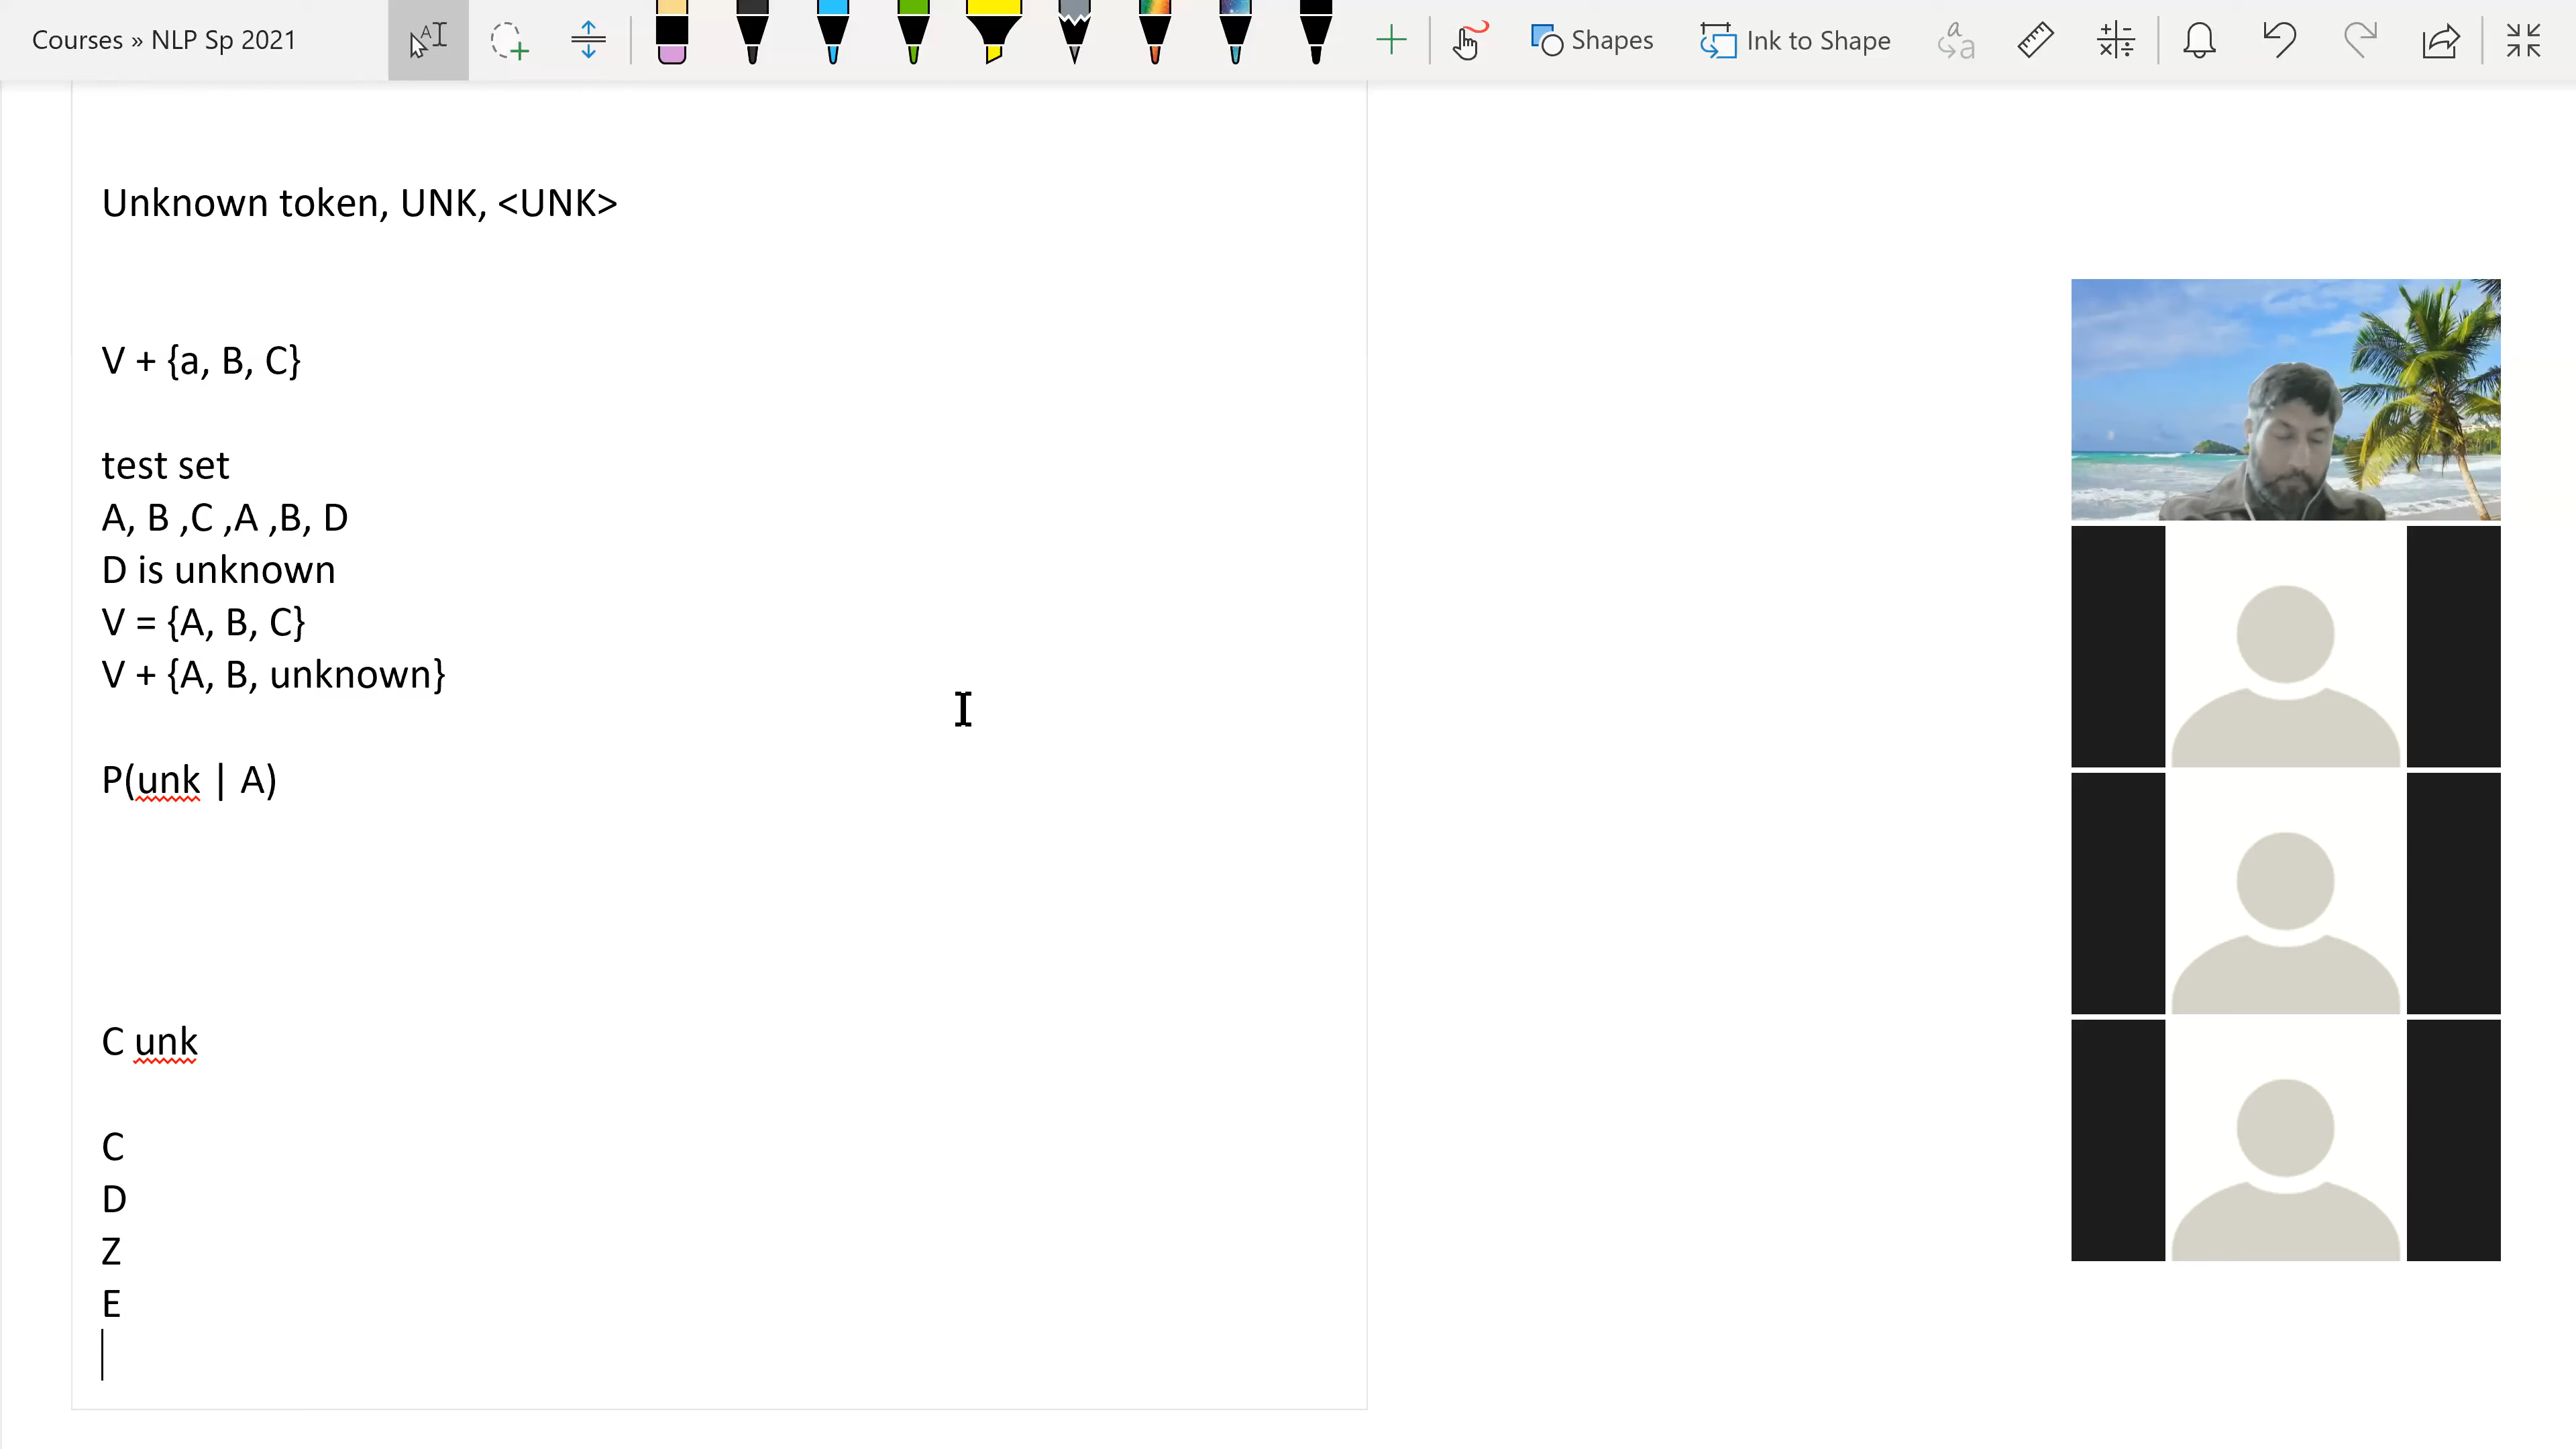 Courses » NLP Sp 2021
Shapes
Ink to Shape
Unknown token, UNK, <UNK>
V + {a, B, C}
test set
A, B ,C ,A ,B, D
D is unknown
V = {A, B, C}
V + {A, B, unknown}
P(unk | A)
C unk
C
D
Z
E